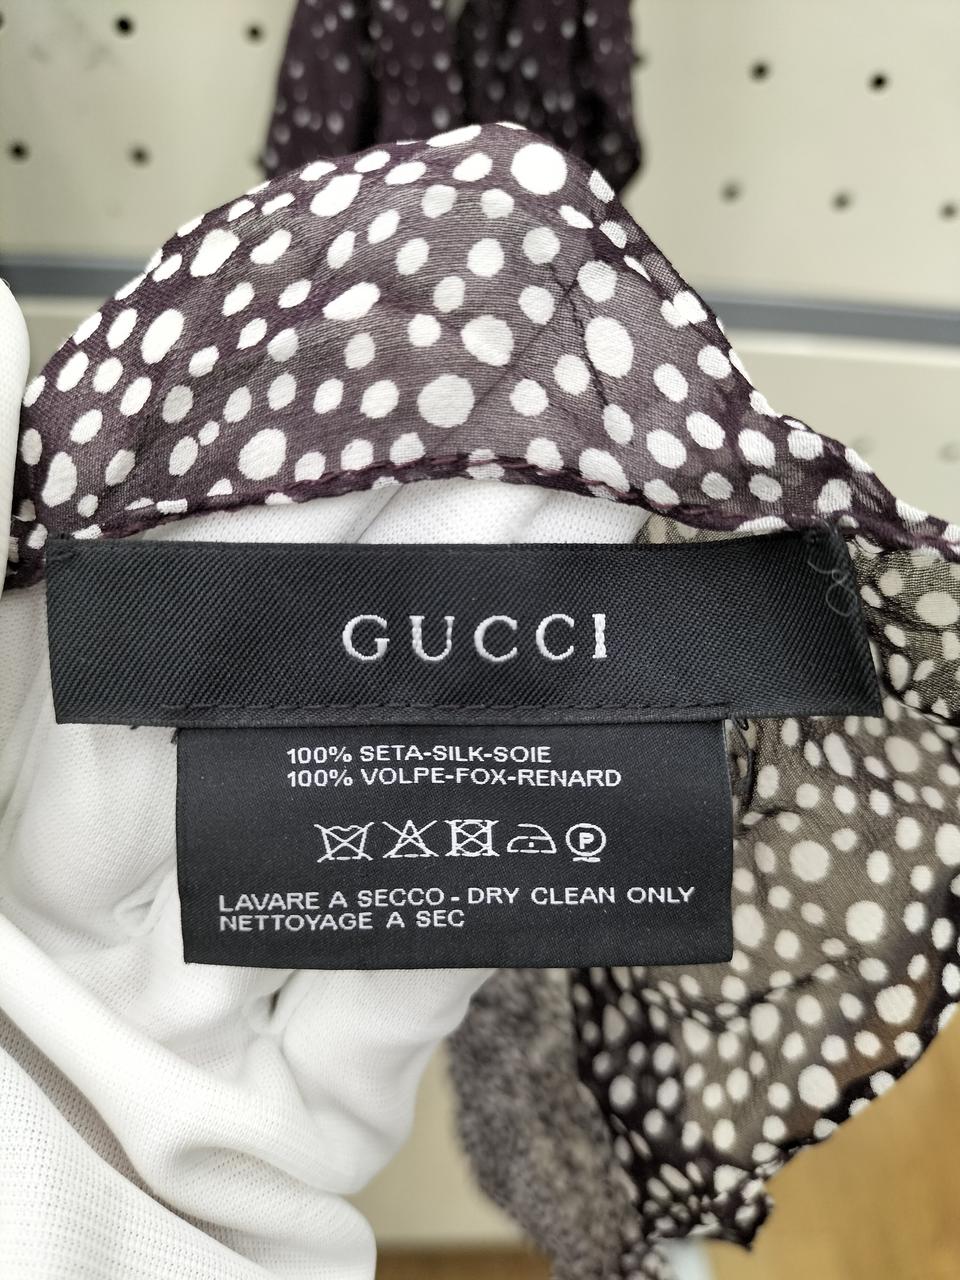 GUCCI
100% SETA-SILK-SOIE
100% VOLPE-FOX-RENARD
P
LAVARE A SECCO - DRY CLEAN ONLY
NETTOYAGE A SEC